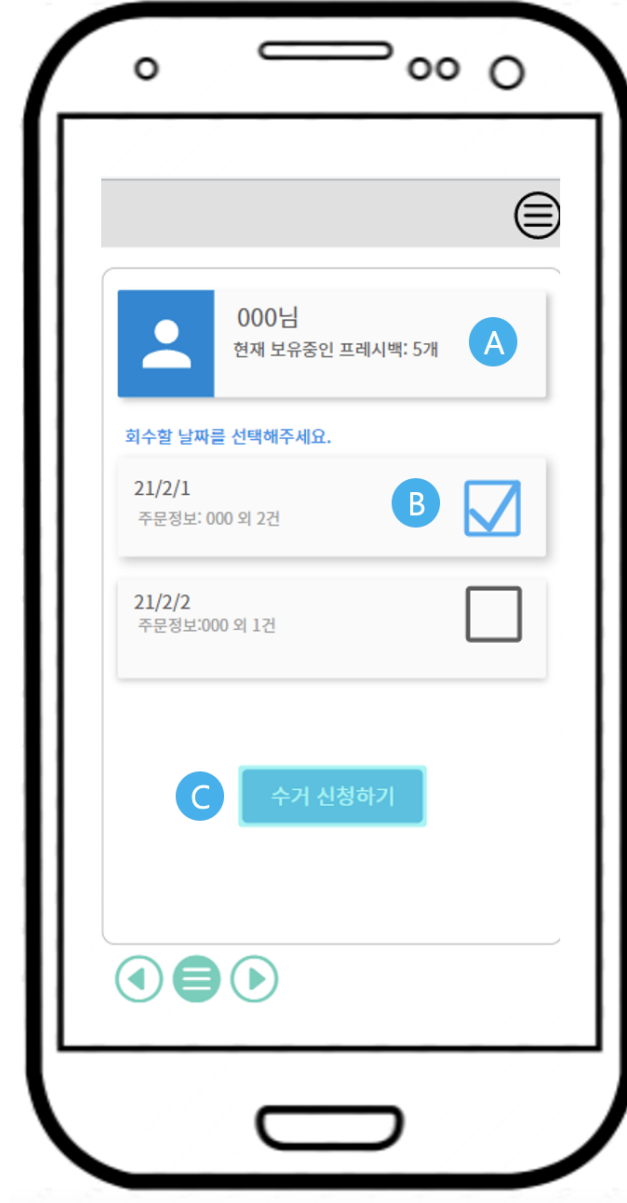 000님
현재 보유중인 프레시백: 5개
A
회수할 날짜를 선택해주세요.
21/2/1
주문정보: 000 외 2건
B
21/2/2
주문정보:000 외 1건
C
수거 신청하기